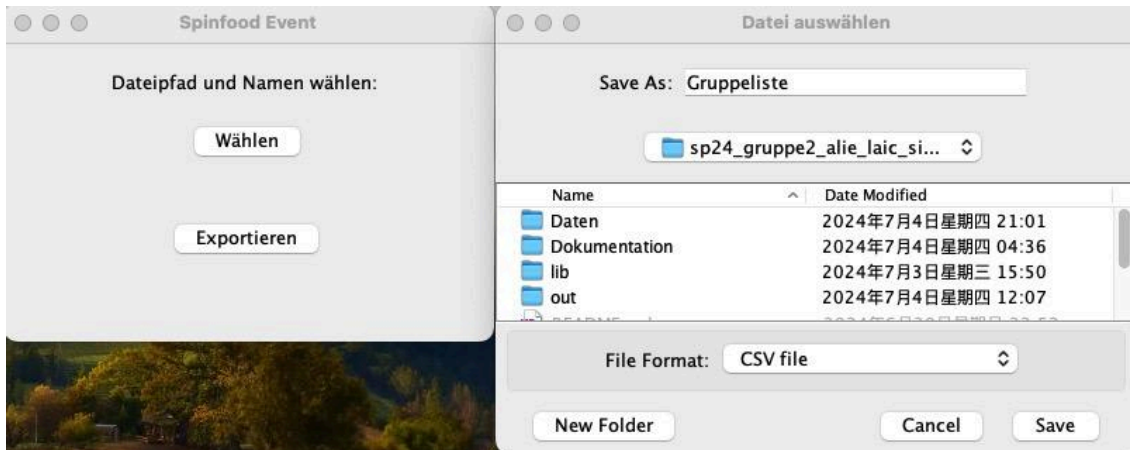 Spinfood Event
Dateipfad und Namen wählen:
Wählen
Exportieren
Datei auswählen
Save As: Gruppeliste
sp24_gruppe2_alie_laic_si...
Name Date Modified
Daten 2024年7月4日星期四 21:01
Dokumentation 2024年7月4日星期四 04:36
lib 2024年7月3日星期三 15:50
out 2024年7月4日星期四 12:07
File Format: CSV file
New Folder Cancel Save